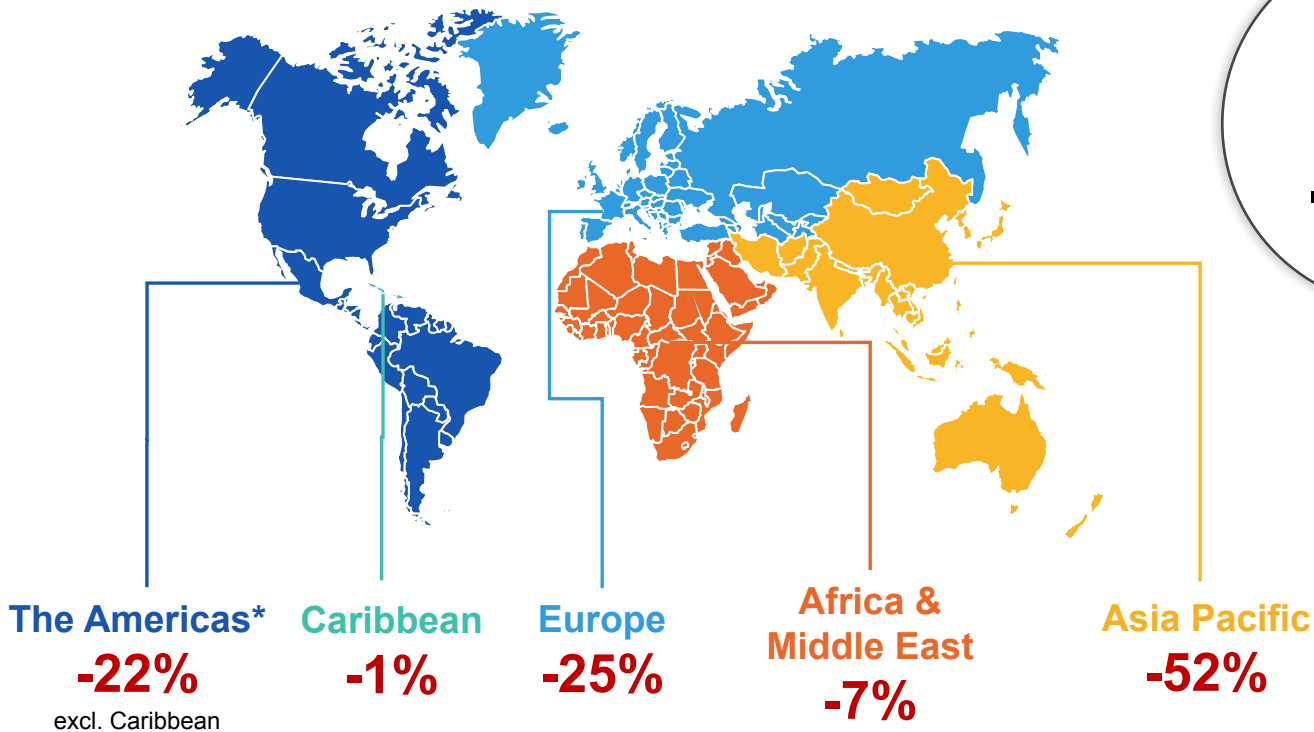 The Americas*
-22%
excl. Caribbean
Caribbean
-1%
Europe
-25%
Africa &
Middle East
-7%
Asia Pacific
-52%